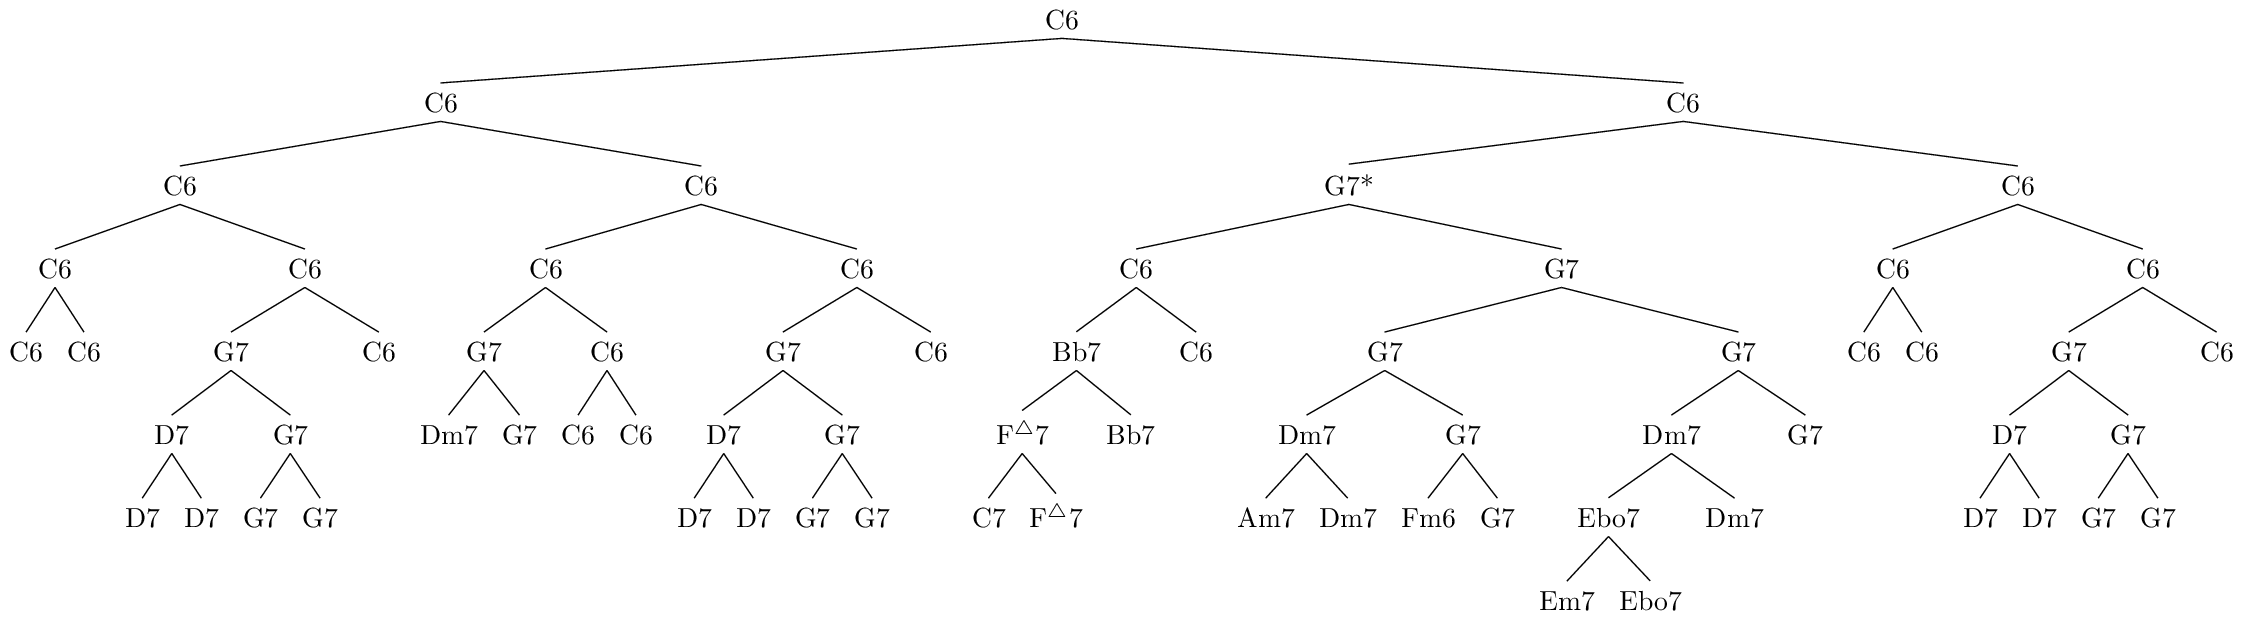 C6
C6 C6
C6 C6 G7* C6
C6 C6 C6 C6 C6 G7 C6 C6
C6 C6 G7 C6 G7 C6 G7 C6 Bb7 C6 G7 G7 C6 C6 G7 C6
D7 G7 Dm7 G7 C6 C6 D7 G7 F△7 Bb7 Dm7 G7 Dm7 G7 D7 G7
D7 D7 G7 G7 D7 D7 G7 G7 C7 F△7 Am7 Dm7 Fm6 G7 Ebo7 Dm7 D7 D7 G7 G7
Em7 Ebo7